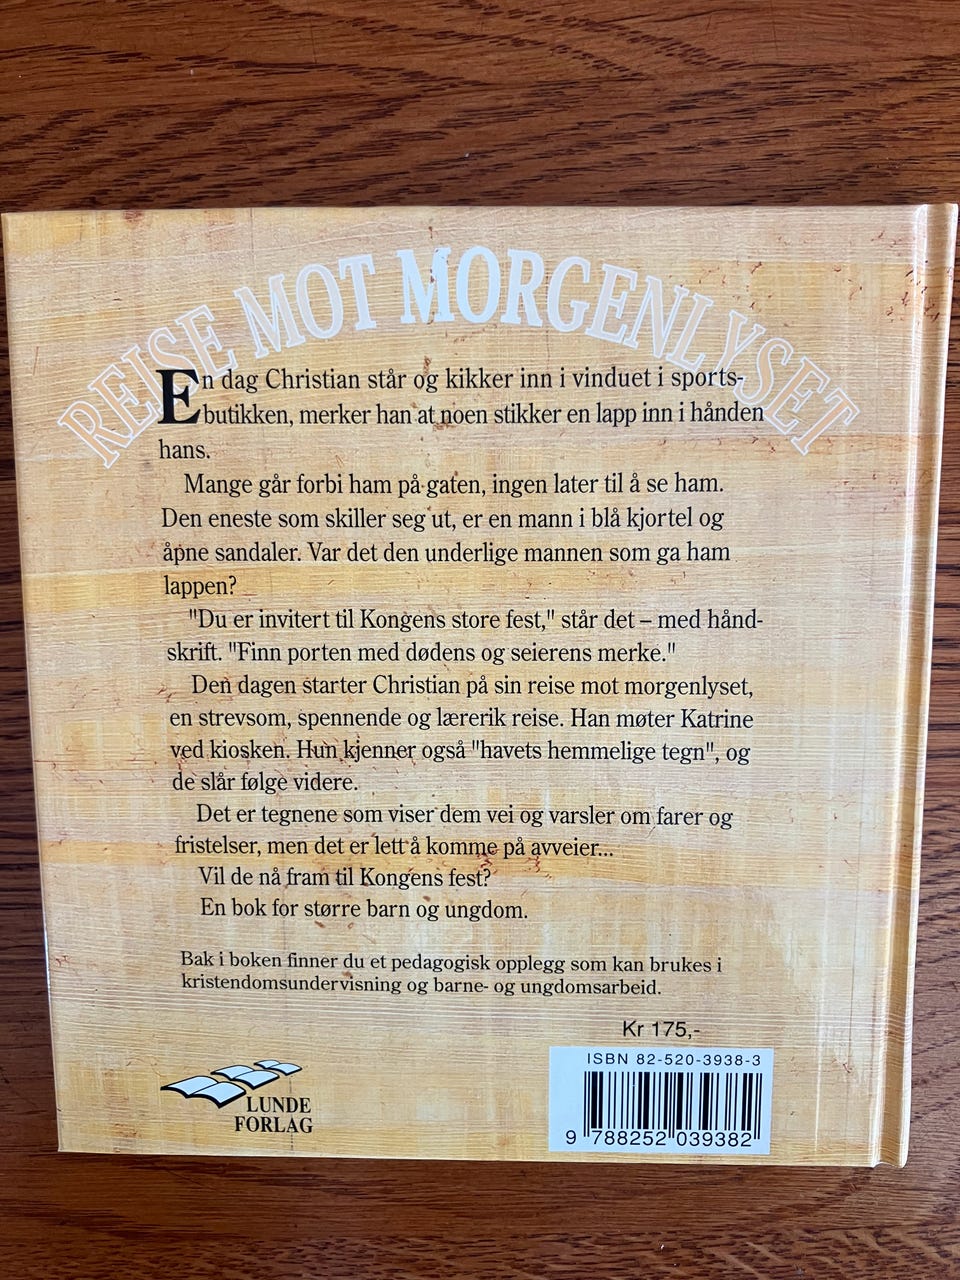 REISE MOT MORGENLYSET
En dag Christian står og kikker inn i vinduet i sports-
butikken, merker han at noen stikker en lapp inn i hånden
hans.
Mange går forbi ham på gaten, ingen later til å se ham.
Den eneste som skiller seg ut, er en mann i blå kjortel og
åpne sandaler. Var det den underlige mannen som ga ham
lappen?
"Du er invitert til Kongens store fest," står det – med hånd-
skrift. "Finn porten med dødens og seierens merke."
Den dagen starter Christian på sin reise mot morgenlyset,
en strevsom, spennende og lærerik reise. Han møter Katrine
ved kiosken. Hun kjenner også "havets hemmelige tegn", og
de slår følge videre.
Det er tegnene som viser dem vei og varsler om farer og
fristelser, men det er lett å komme på avveier...
Vil de nå fram til Kongens fest?
En bok for større barn og ungdom.
Bak i boken finner du et pedagogisk opplegg som kan brukes i
kristendomsundervisning og barne- og ungdomsarbeid.
Kr 175,-
ISBN 82-520-3938-3
9 788252 039382
LUNDE
FORLAG